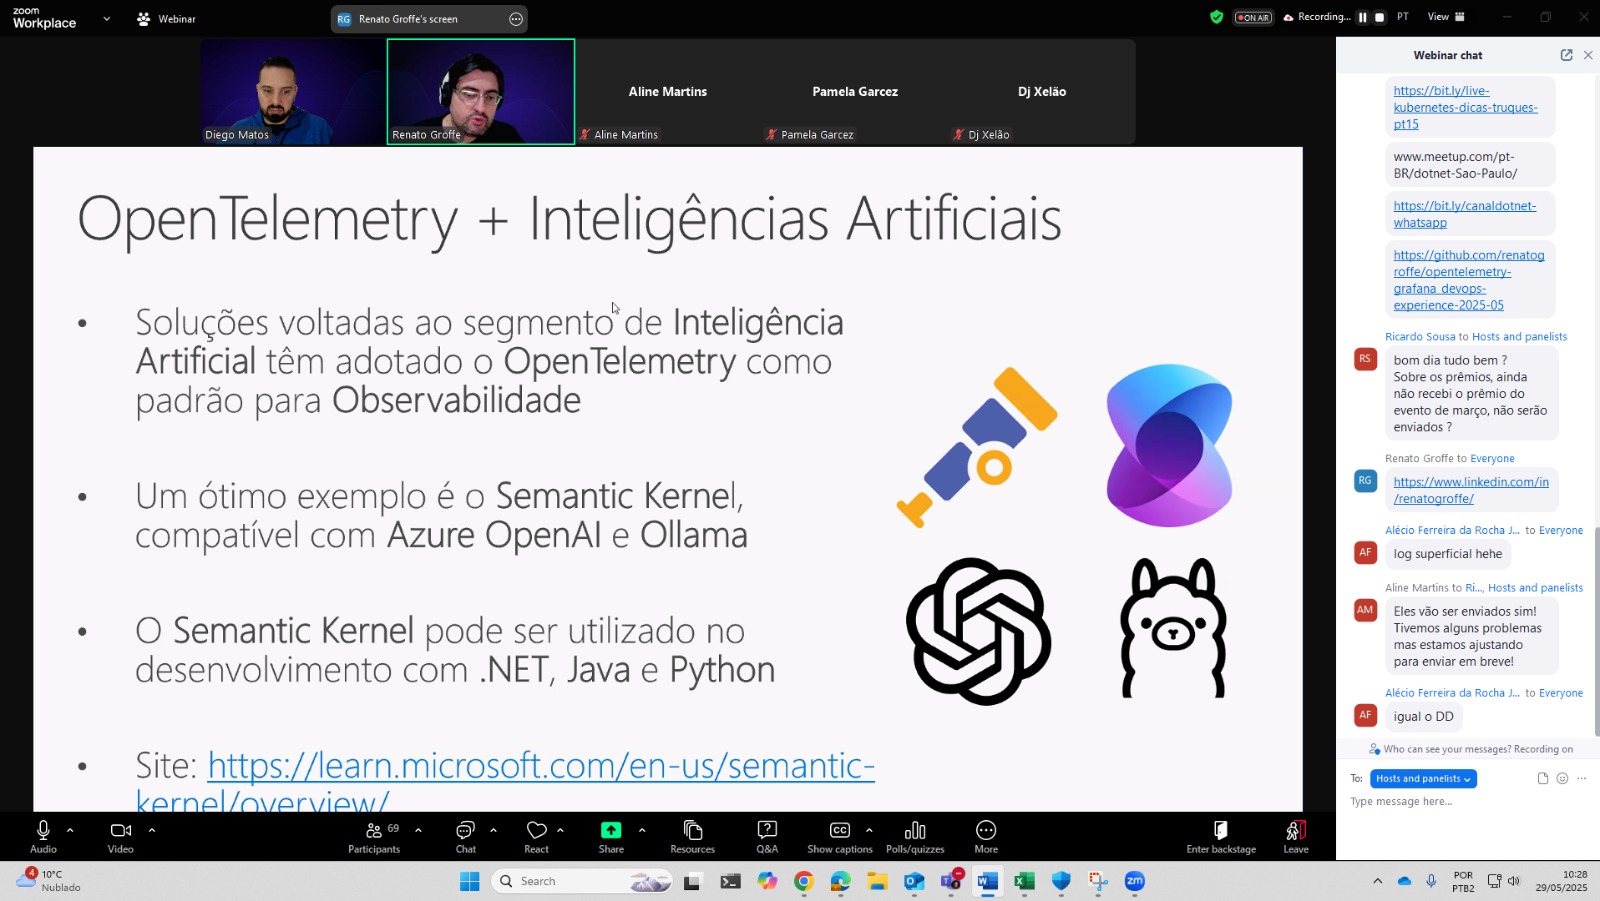 zoom
Workplace
Webinar
RG Renato Groffe's screen
ON AIR
Recording...
PT
View
Diego Matos
Renato Groffe
Aline Martins
Aline Martins
Pamela Garcez
Pamela Garcez
Dj Xelão
Dj Xelão
OpenTelemetry + Inteligências Artificiais
• Soluções voltadas ao segmento de Inteligência
Artificial têm adotado o OpenTelemetry como
padrão para Observabilidade
• Um ótimo exemplo é o Semantic Kernel,
compatível com Azure OpenAI e Ollama
• O Semantic Kernel pode ser utilizado no
desenvolvimento com .NET, Java e Python
• Site: https://learn.microsoft.com/en-us/semantic-
kernel/overview/
Webinar chat
https://bit.ly/live-
kubernetes-dicas-truques-
pt15
www.meetup.com/pt-
BR/dotnet-Sao-Paulo/
https://bit.ly/canaldotnet-
whatsapp
https://github.com/renatog
roffe/opentelemetry-
grafana_devops-
experience-2025-05
Ricardo Sousa to Hosts and panelists
RS
bom dia tudo bem ?
Sobre os prêmios, ainda
não recebi o prêmio do
evento de março, não serão
enviados ?
Renato Groffe to Everyone
RG
https://www.linkedin.com/in
/renatogroffe/
Alécio Ferreira da Rocha J... to Everyone
AF
log superficial hehe
Aline Martins to Ri..., Hosts and panelists
AM
Eles vão ser enviados sim!
Tivemos alguns problemas
mas estamos ajustando
para enviar em breve!
Alécio Ferreira da Rocha J... to Everyone
AF
igual o DD
Who can see your messages? Recording on
To: Hosts and panelists
Type message here...
Audio
Video
Participants
69
Chat
React
Share
Resources
Q&A
CC
Show captions
Polls/quizzes
More
Enter backstage
Leave
4
10°C
Nublado
Search
zm
POR
PTB2
10:28
29/05/2025